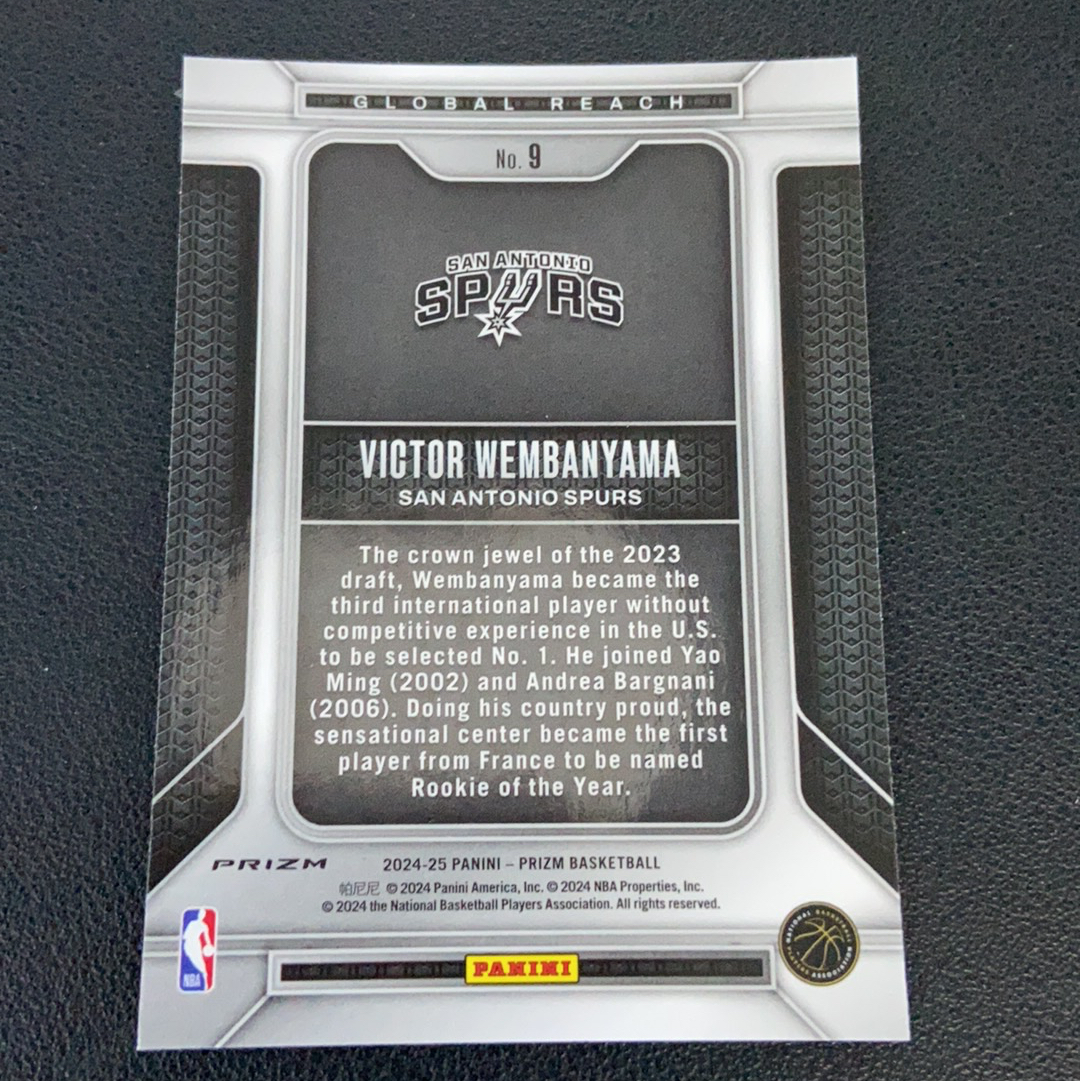 GLOBAL REACH
No. 9
SAN ANTONIO
SPURS
VICTOR WEMBANYAMA
SAN ANTONIO SPURS
The crown jewel of the 2023
draft, Wembanyama became the
third international player without
competitive experience in the U.S.
to be selected No. 1. He joined Yao
Ming (2002) and Andrea Bargnani
(2006). Doing his country proud, the
sensational center became the first
player from France to be named
Rookie of the Year.
PRIZM
2024-25 PANINI – PRIZM BASKETBALL
帕尼尼 © 2024 Panini America, Inc. © 2024 NBA Properties, Inc.
© 2024 the National Basketball Players Association. All rights reserved.
NBA
PANINI
NATIONAL BASKETBALL
PLAYERS ASSOCIATION